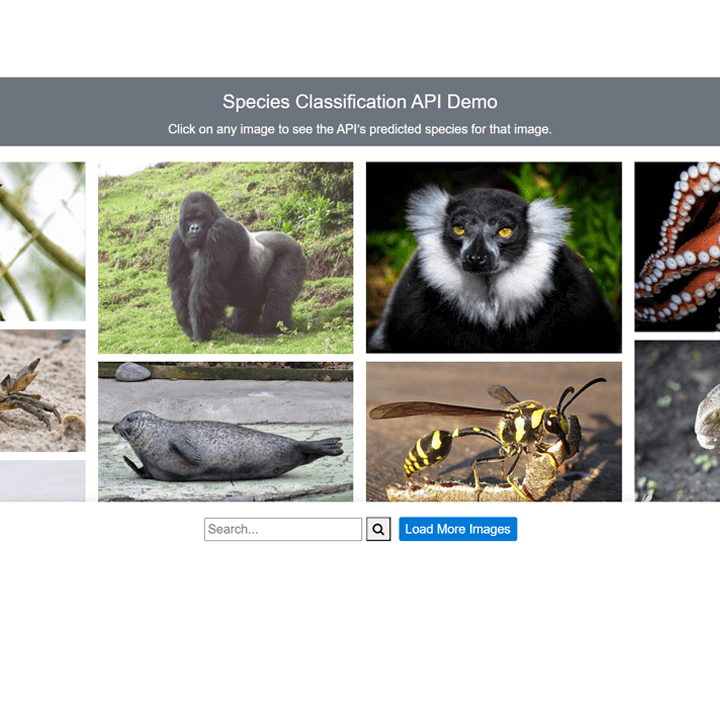 Species Classification API Demo
Click on any image to see the API's predicted species for that image.
Search...
Load More Images